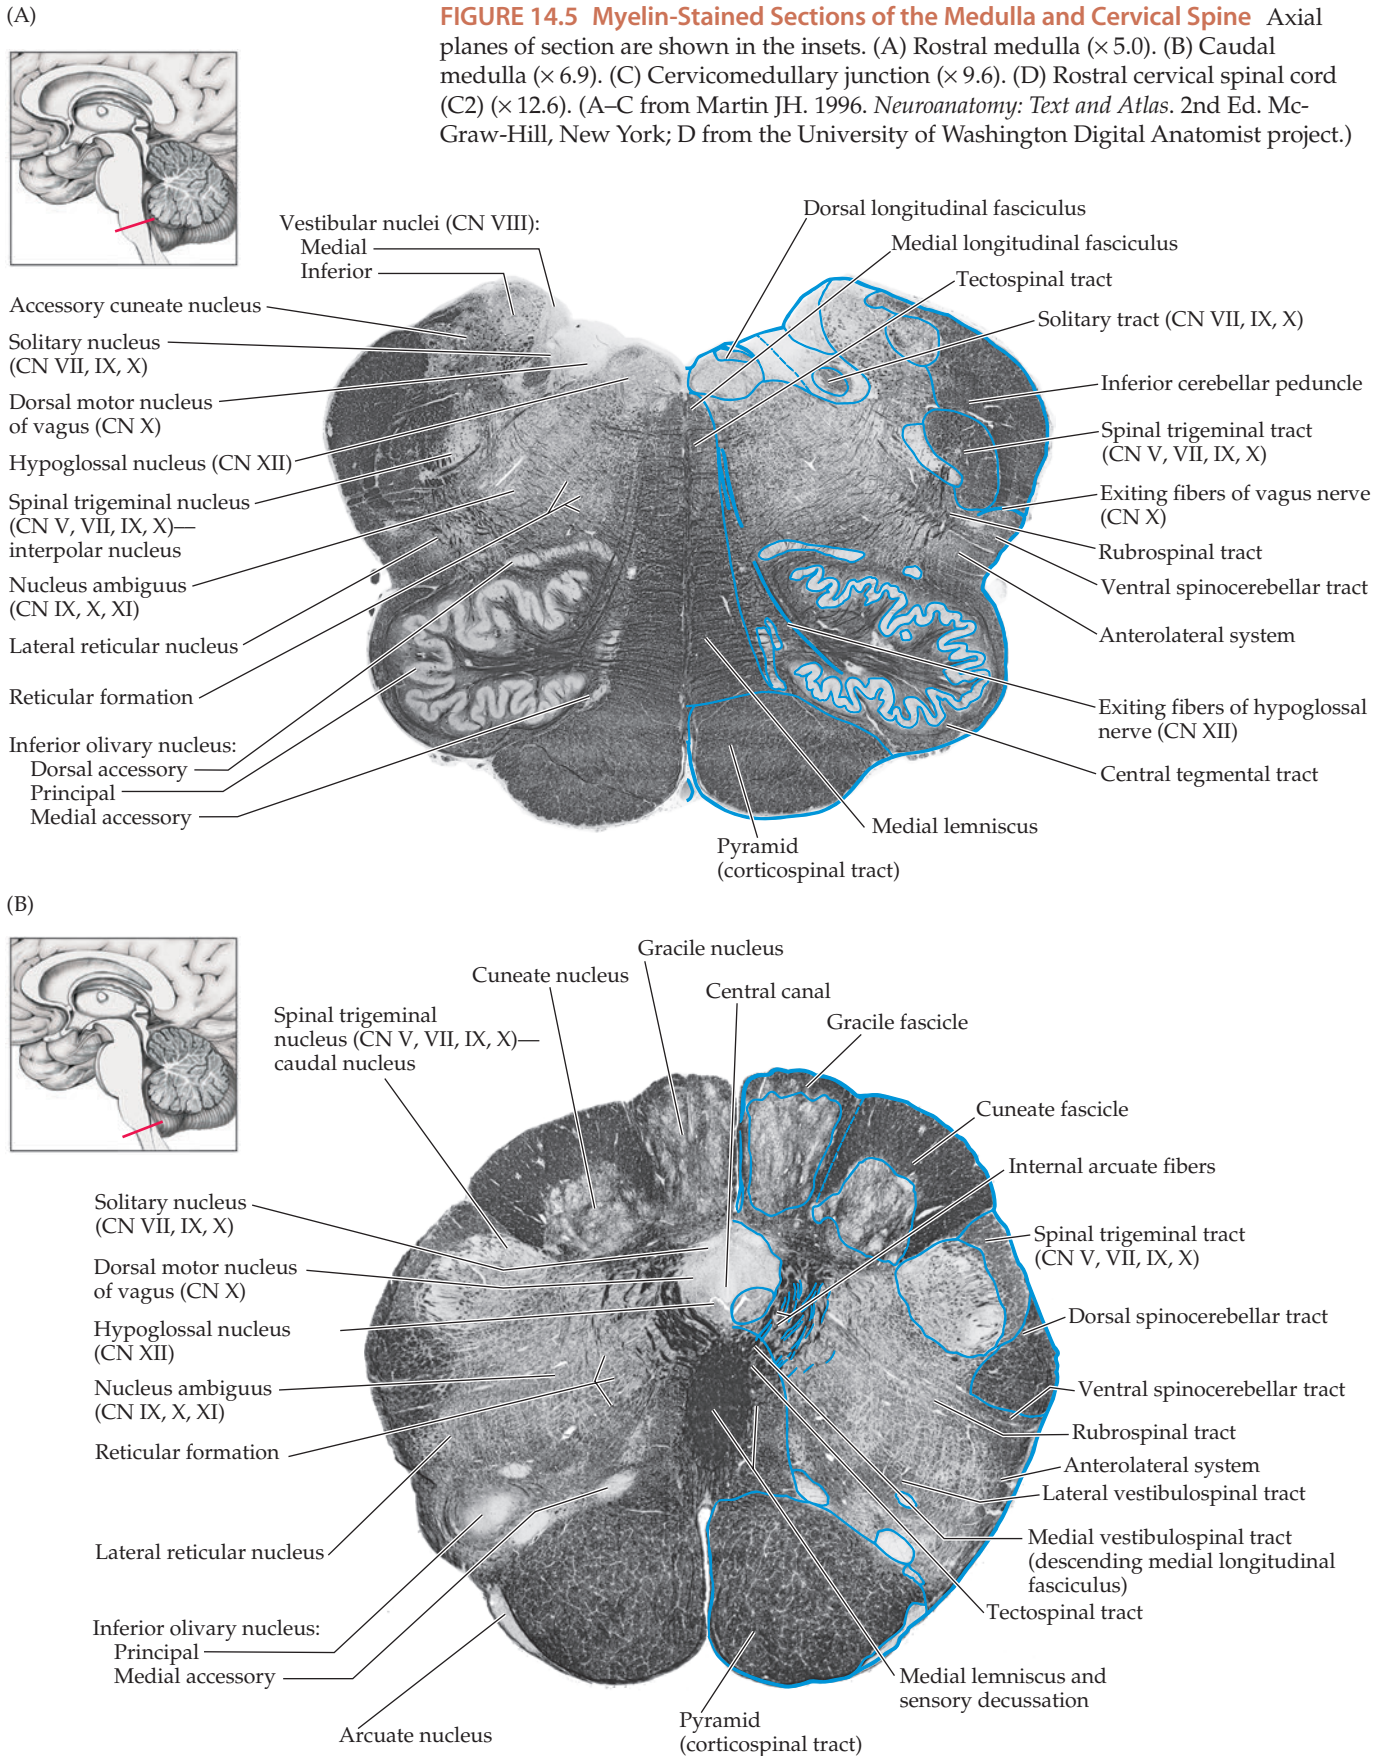 (A)
FIGURE 14.5 Myelin-Stained Sections of the Medulla and Cervical Spine Axial
planes of section are shown in the insets. (A) Rostral medulla (× 5.0). (B) Caudal
medulla (× 6.9). (C) Cervicomedullary junction (× 9.6). (D) Rostral cervical spinal cord
(C2) (× 12.6). (A–C from Martin JH. 1996. Neuroanatomy: Text and Atlas. 2nd Ed. Mc-
Graw-Hill, New York; D from the University of Washington Digital Anatomist project.)
Vestibular nuclei (CN VIII):
Medial
Inferior
Accessory cuneate nucleus
Solitary nucleus
(CN VII, IX, X)
Dorsal motor nucleus
of vagus (CN X)
Hypoglossal nucleus (CN XII)
Spinal trigeminal nucleus
(CN V, VII, IX, X)—
interpolar nucleus
Nucleus ambiguus
(CN IX, X, XI)
Lateral reticular nucleus
Reticular formation
Inferior olivary nucleus:
Dorsal accessory
Principal
Medial accessory
Dorsal longitudinal fasciculus
Medial longitudinal fasciculus
Tectospinal tract
Solitary tract (CN VII, IX, X)
Inferior cerebellar peduncle
Spinal trigeminal tract
(CN V, VII, IX, X)
Exiting fibers of vagus nerve
(CN X)
Rubrospinal tract
Ventral spinocerebellar tract
Anterolateral system
Exiting fibers of hypoglossal
nerve (CN XII)
Central tegmental tract
Medial lemniscus
Pyramid
(corticospinal tract)
(B)
Gracile nucleus
Cuneate nucleus
Central canal
Spinal trigeminal
nucleus (CN V, VII, IX, X)—
caudal nucleus
Gracile fascicle
Cuneate fascicle
Internal arcuate fibers
Solitary nucleus
(CN VII, IX, X)
Dorsal motor nucleus
of vagus (CN X)
Hypoglossal nucleus
(CN XII)
Nucleus ambiguus
(CN IX, X, XI)
Reticular formation
Lateral reticular nucleus
Inferior olivary nucleus:
Principal
Medial accessory
Arcuate nucleus
Spinal trigeminal tract
(CN V, VII, IX, X)
Dorsal spinocerebellar tract
Ventral spinocerebellar tract
Rubrospinal tract
Anterolateral system
Lateral vestibulospinal tract
Medial vestibulospinal tract
(descending medial longitudinal
fasciculus)
Tectospinal tract
Medial lemniscus and
sensory decussation
Pyramid
(corticospinal tract)